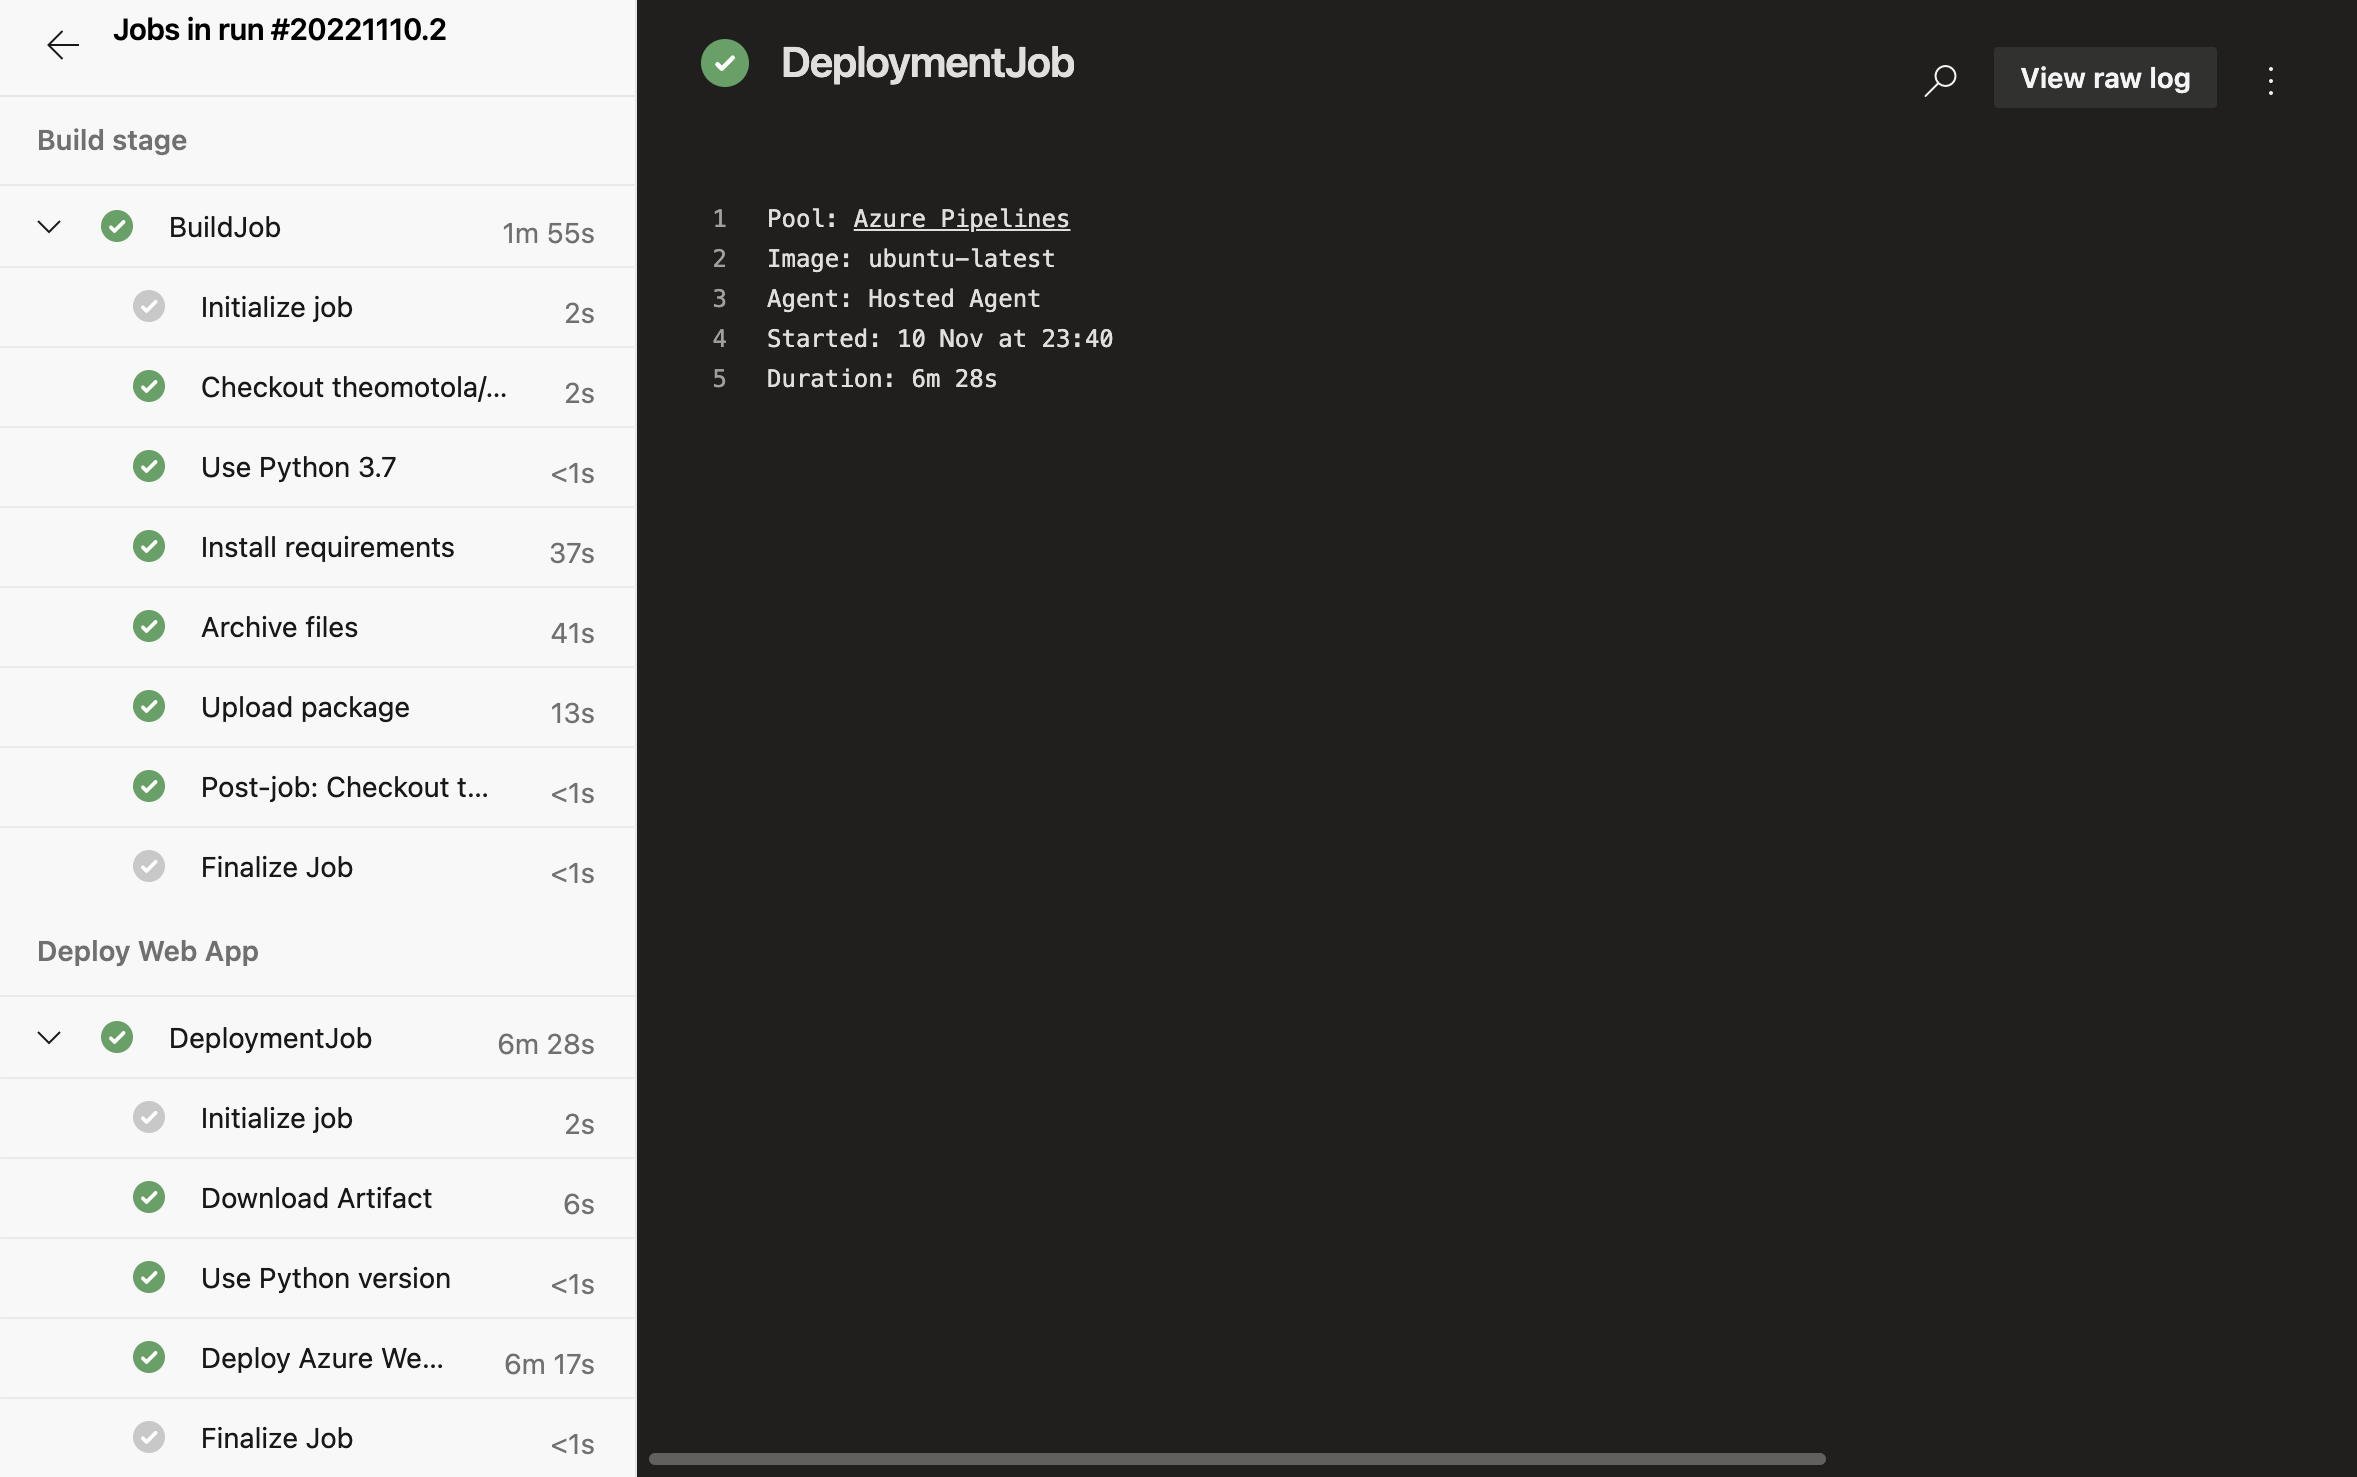 Jobs in run #20221110.2
Build stage
BuildJob 1m 55s
Initialize job 2s
Checkout theomotola/... 2s
Use Python 3.7 <1s
Install requirements 37s
Archive files 41s
Upload package 13s
Post-job: Checkout t... <1s
Finalize Job <1s
Deploy Web App
DeploymentJob 6m 28s
Initialize job 2s
Download Artifact 6s
Use Python version <1s
Deploy Azure We... 6m 17s
Finalize Job <1s
DeploymentJob
View raw log
1 Pool: Azure Pipelines
2 Image: ubuntu-latest
3 Agent: Hosted Agent
4 Started: 10 Nov at 23:40
5 Duration: 6m 28s